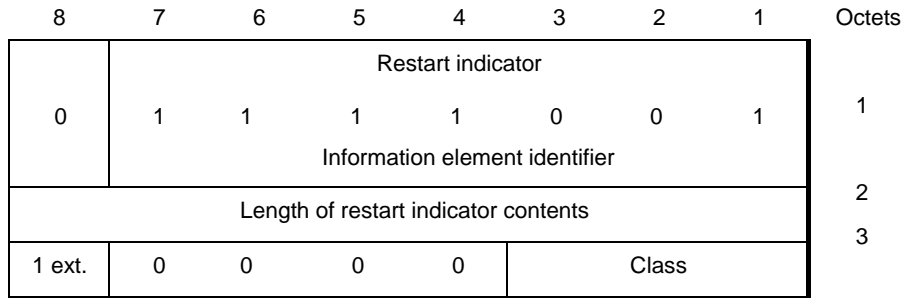 8 7 6 5 4 3 2 1 Octets
Restart indicator
0 1 1 1 1 0 0 1 1
Information element identifier
Length of restart indicator contents 2
3
1 ext. 0 0 0 0 Class